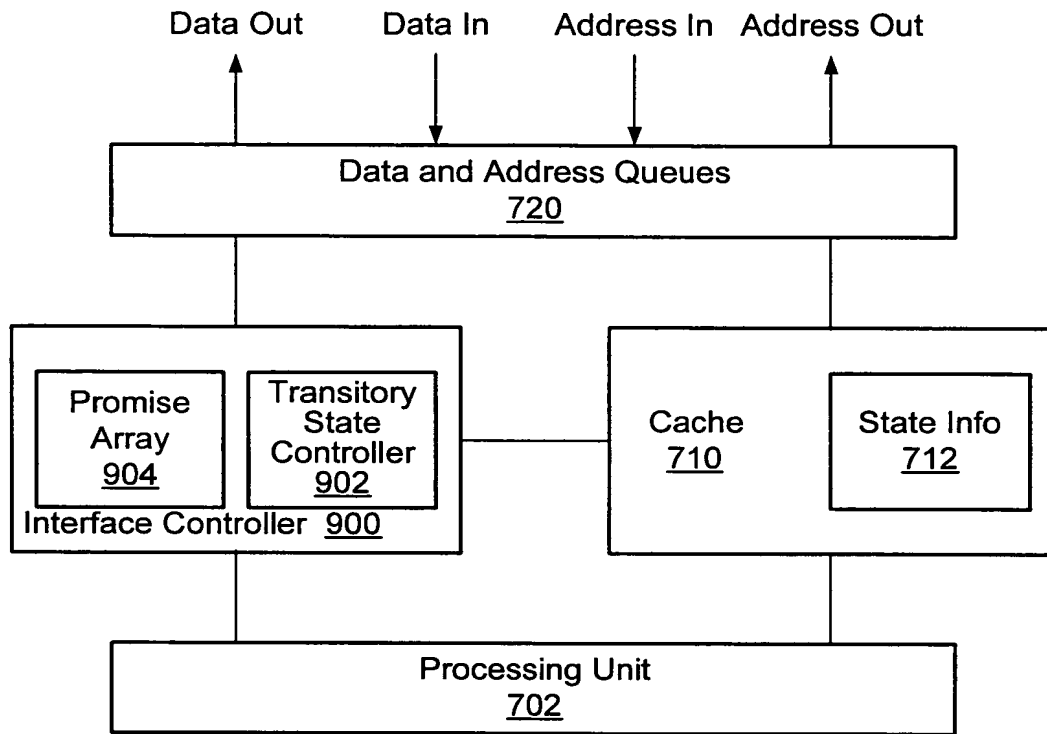 Data Out
Data In
Address In
Address Out
Data and Address Queues
720
Promise
Array
904
Transitory
State
Controller
902
Interface Controller 900
Cache
710
State Info
712
Processing Unit
702